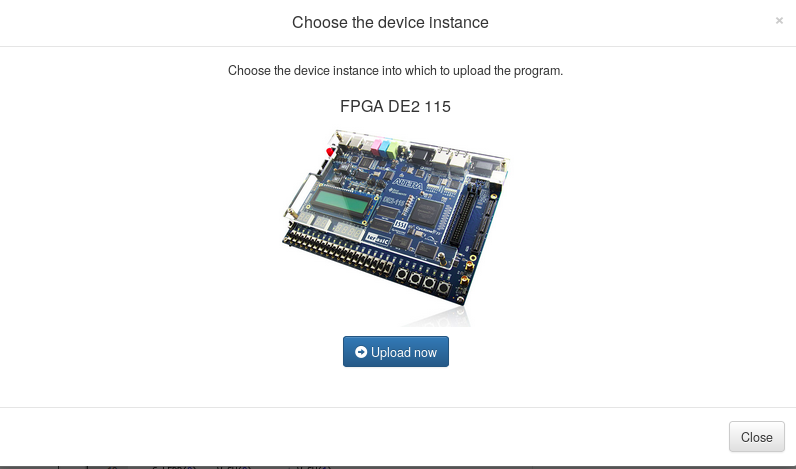 Choose the device instance
×
Choose the device instance into which to upload the program.
FPGA DE2 115
ALTERA
DE2-115
terasIC
Upload now
Close